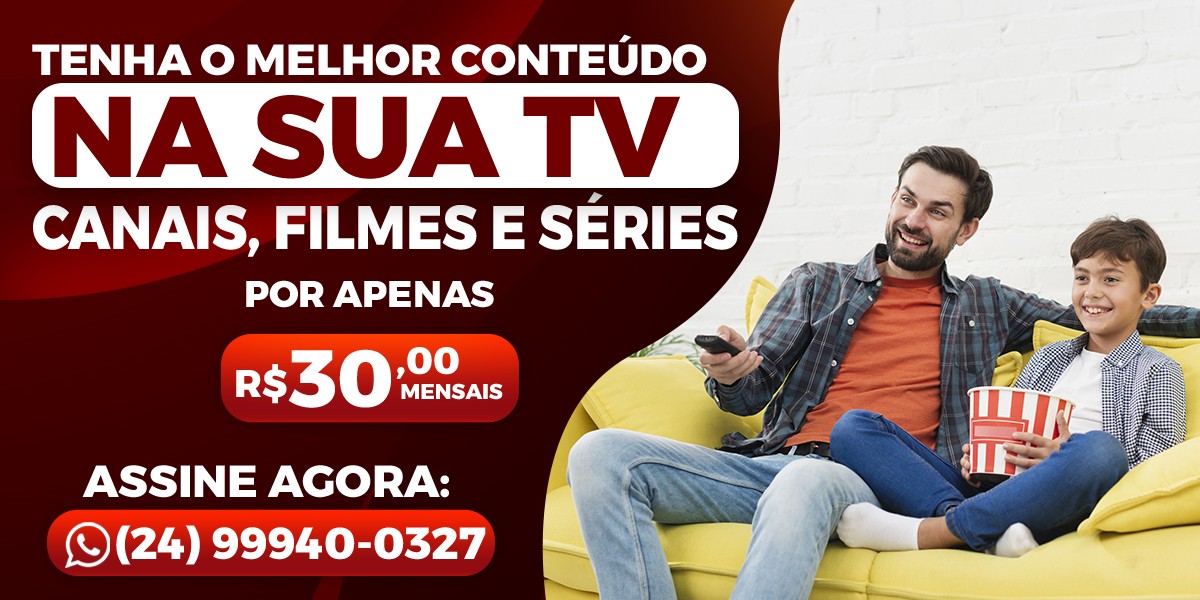 TENHA O MELHOR CONTEÚDO
NA SUA TV
CANAIS, FILMES E SÉRIES
POR APENAS
R$30,00 MENSAIS
ASSINE AGORA:
(24) 99940-0327